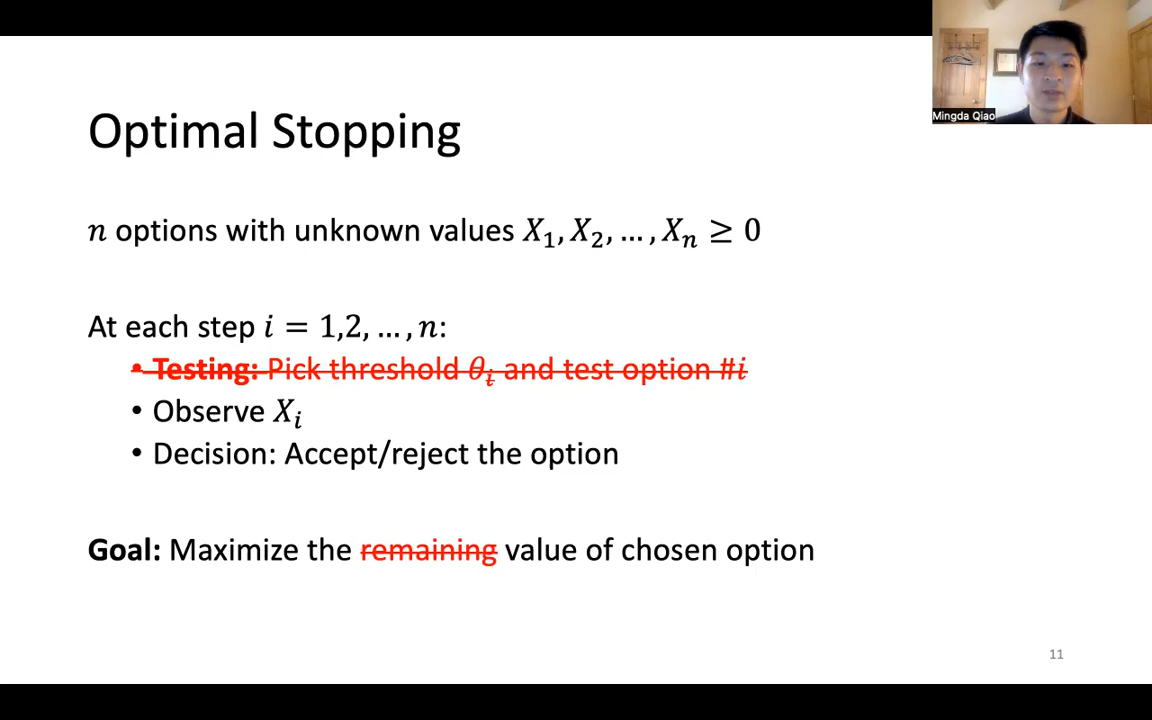 Optimal Stopping
n options with unknown values X₁, X₂, … , Xₙ ≥ 0
At each step i = 1,2, … , n:
• Testing: Pick threshold θᵢ and test option #i
• Observe Xᵢ
• Decision: Accept/reject the option
Goal: Maximize the remaining value of chosen option
11
Mingda Qiao